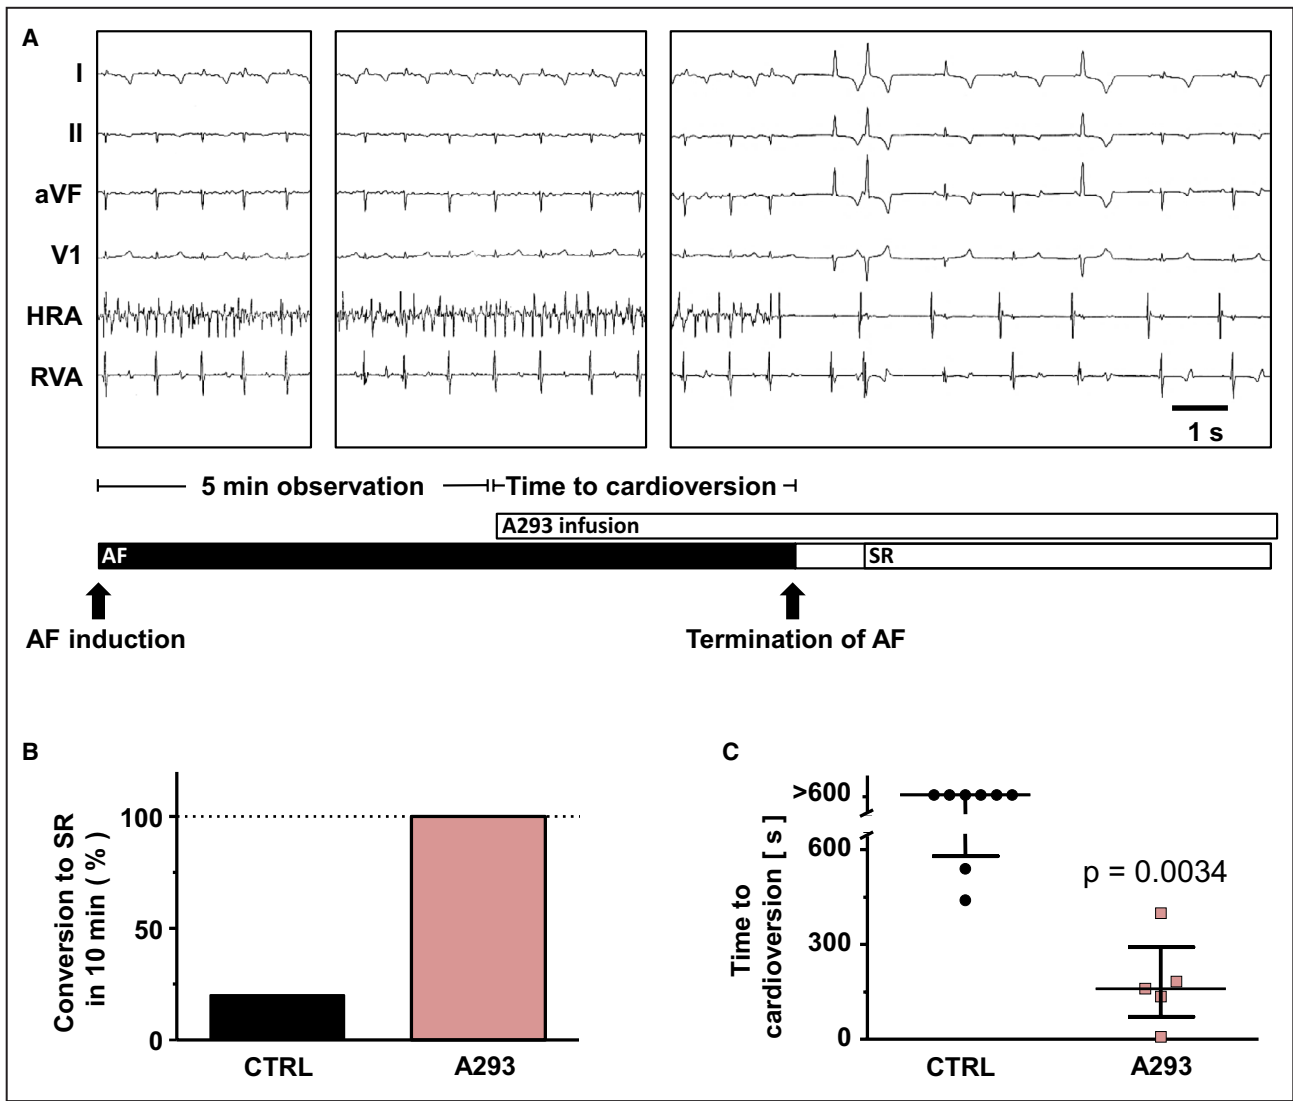 A
I
II
aVF
V1
HRA
RVA
1 s
5 min observation
Time to cardioversion
A293 infusion
AF
SR
AF induction
Termination of AF
B
Conversion to SR
in 10 min ( % )
100
50
0
CTRL
A293
C
Time to
cardioversion [ s ]
>600
600
300
0
p = 0.0034
CTRL
A293